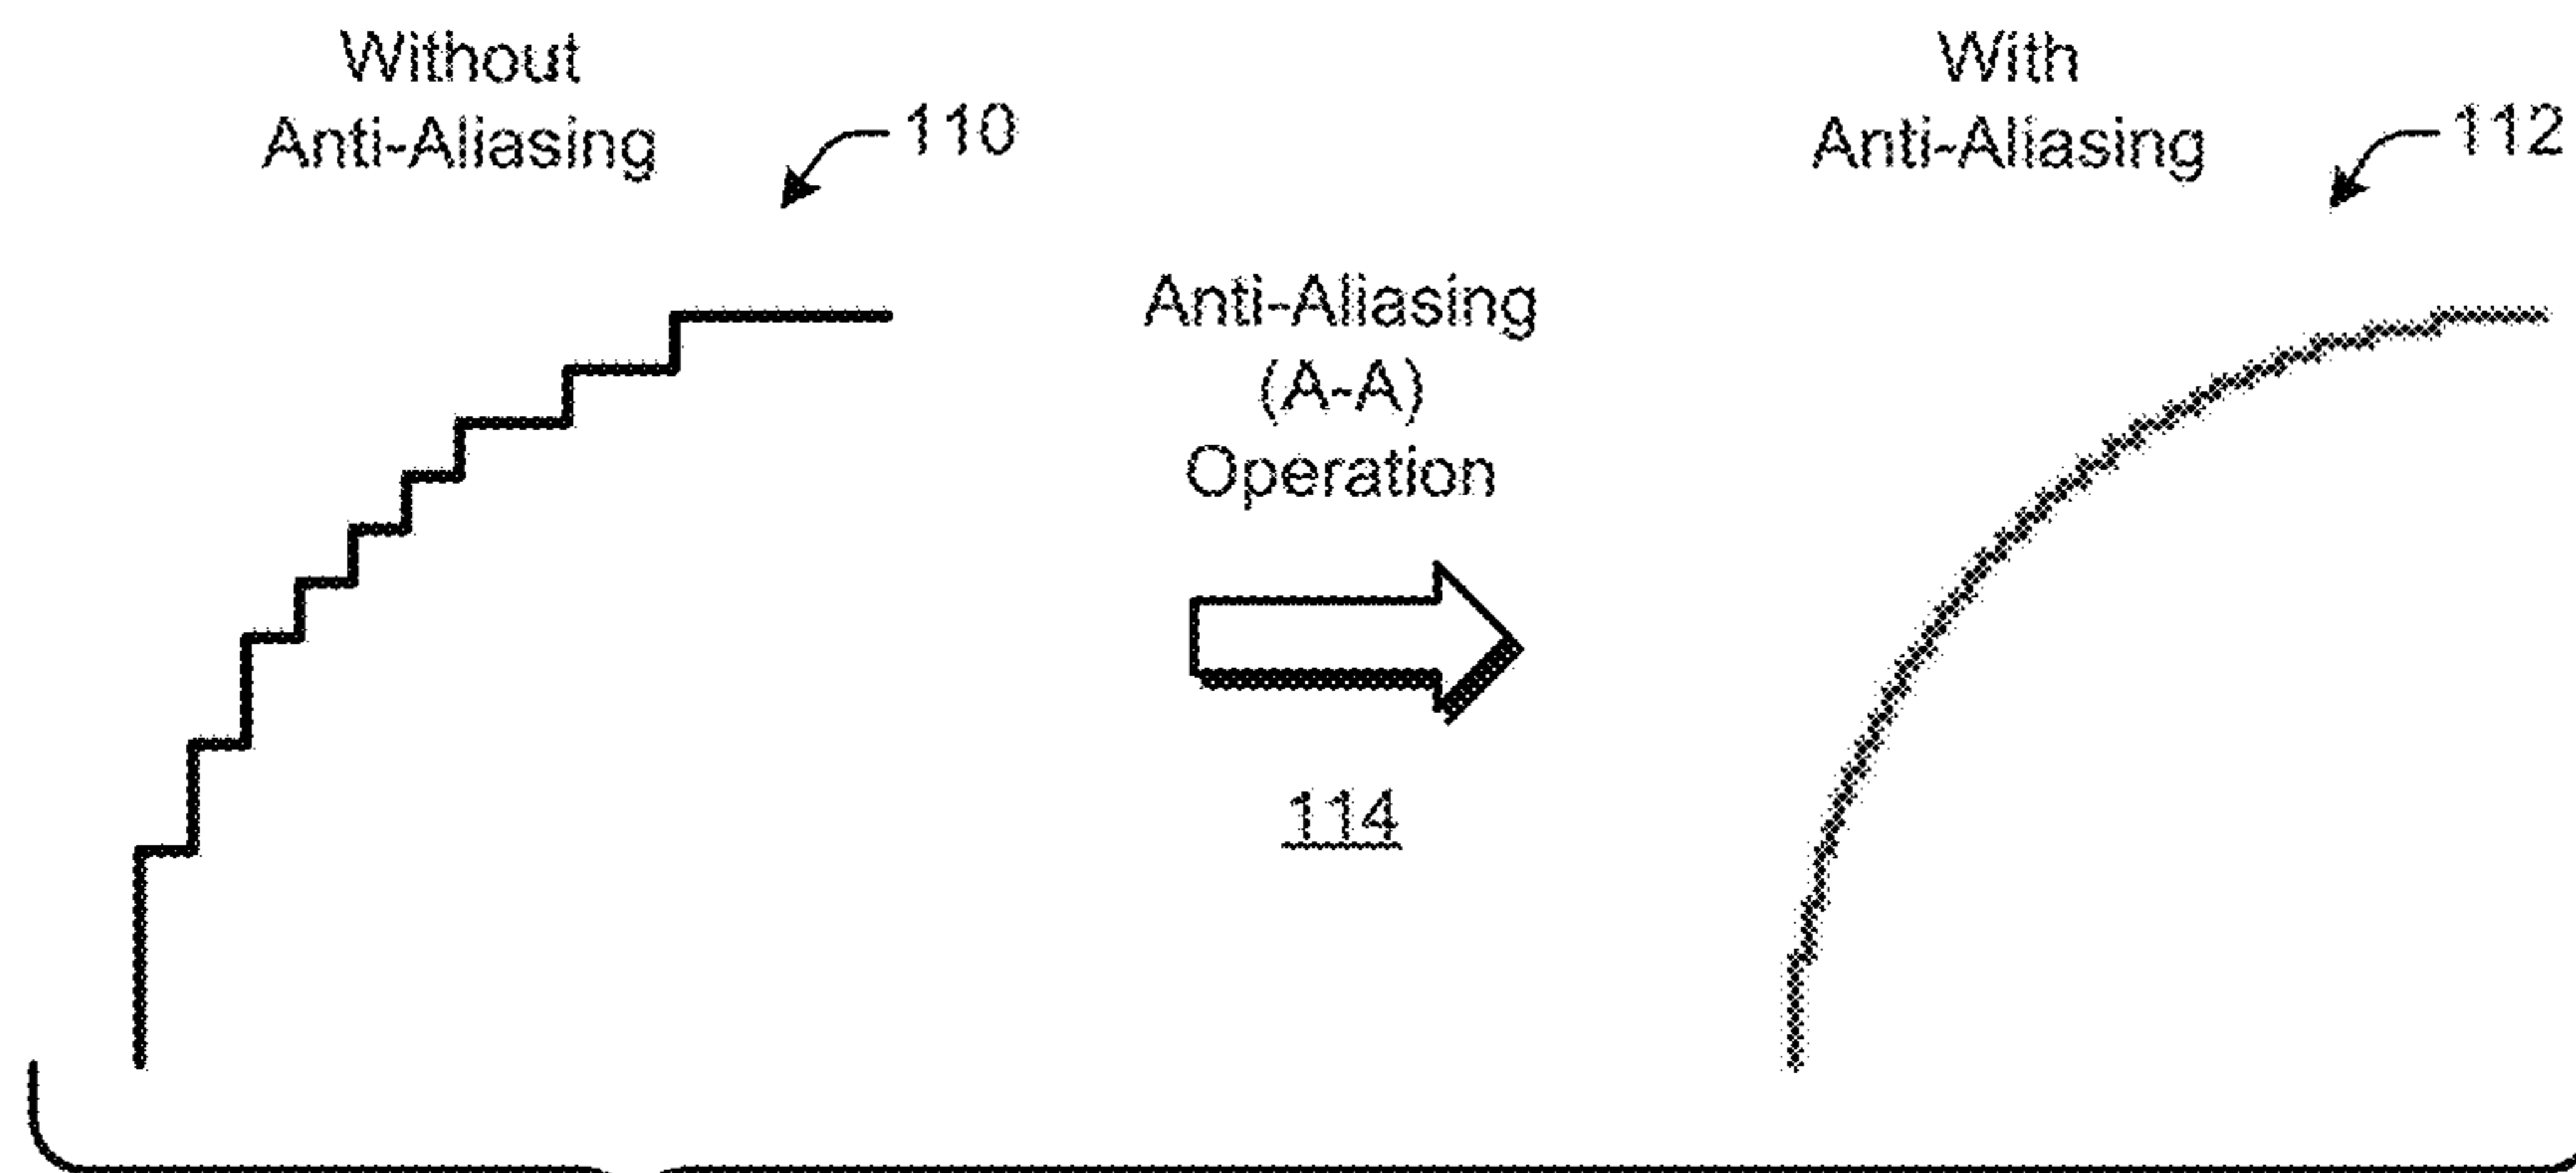 Without
Anti-Aliasing
110
Anti-Aliasing
(A-A)
Operation
114
With
Anti-Aliasing
112